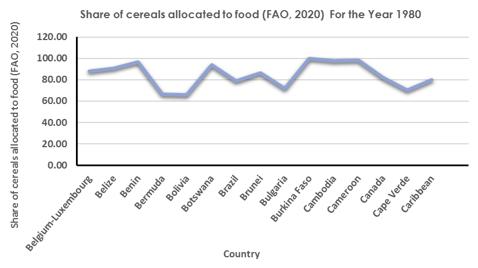 Share of cereals allocated to food (FAO, 2020)  For the Year 1980
Share of cereals allocated to food (FAO, 2020)
120.00
100.00
80.00
60.00
40.00
20.00
0.00
Belgium-Luxembourg
Belize
Benin
Bermuda
Bolivia
Botswana
Brazil
Brunei
Bulgaria
Burkina Faso
Cambodia
Cameroon
Canada
Cape Verde
Caribbean
Country